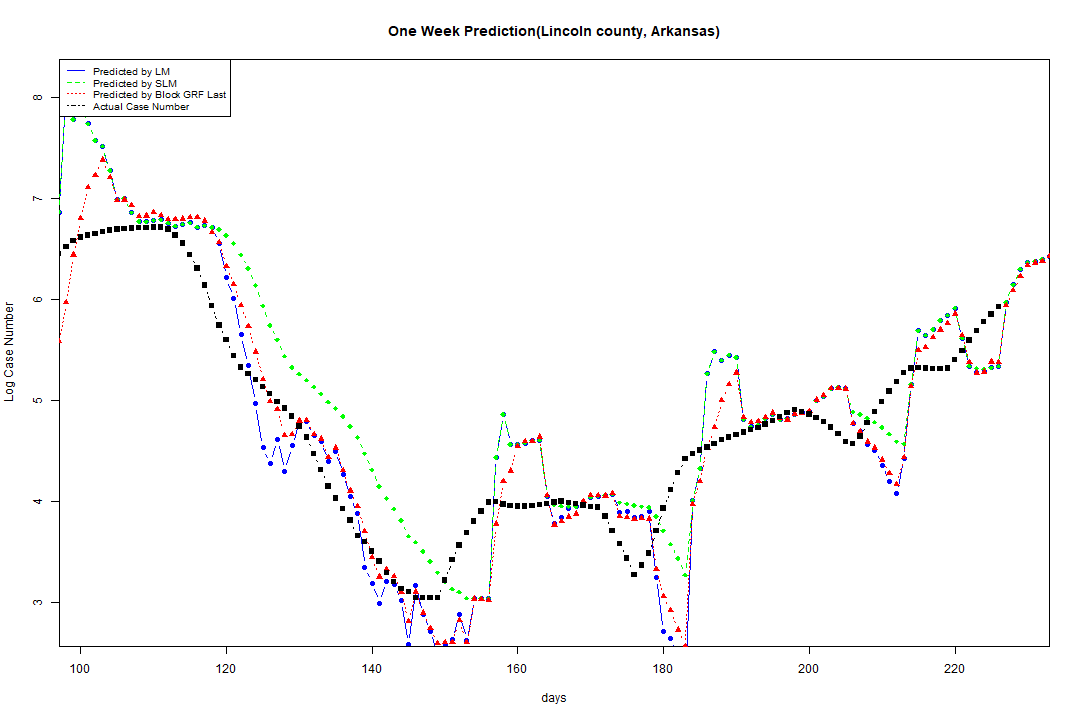 One Week Prediction(Lincoln county, Arkansas)
Predicted by LM
Predicted by SLM
Predicted by Block GRF Last
Actual Case Number
8
7
6
5
4
3
Log Case Number
100 120 140 160 180 200 220
days